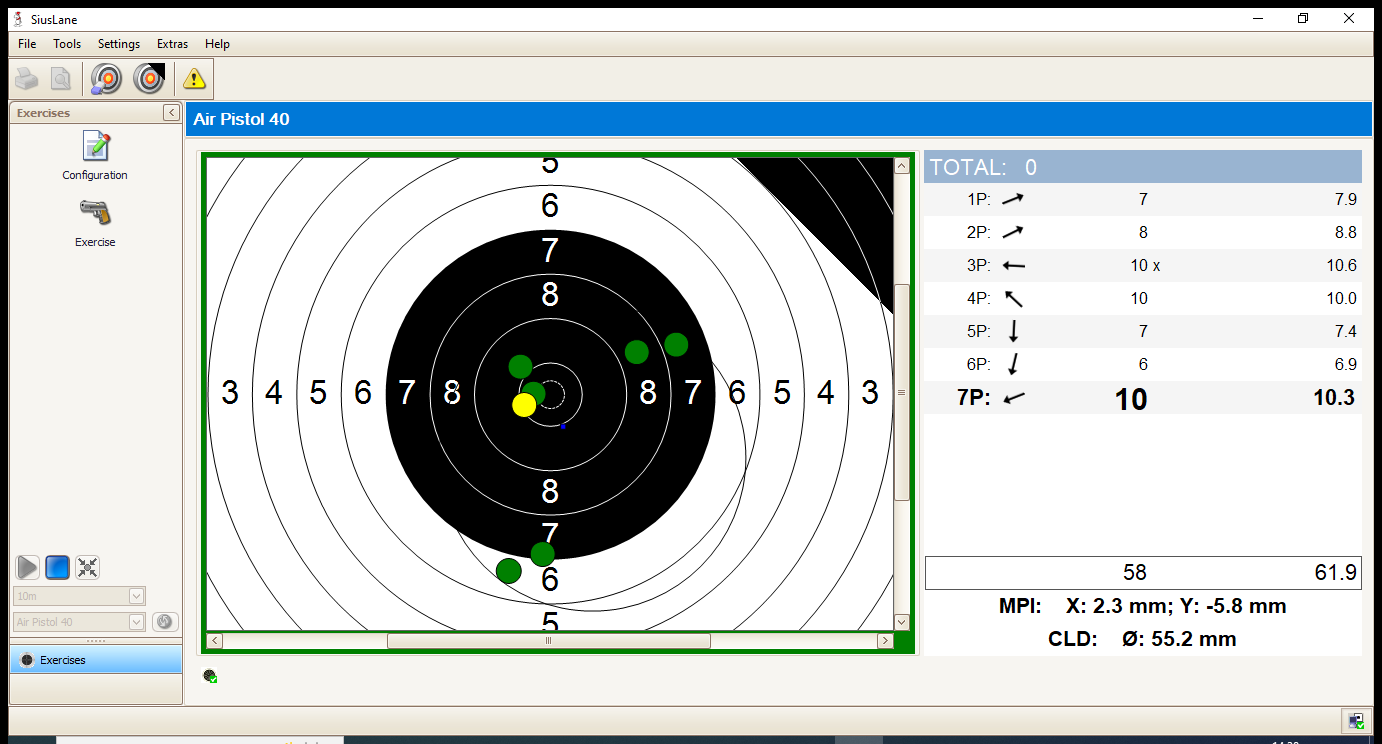 SiusLane
File Tools Settings Extras Help
Exercises
Configuration
Exercise
10m
Air Pistol 40
Exercises
Air Pistol 40
5
6
7
8
3 4 5 6 7 8 8 7 6 5 4 3
8
7
6
5
TOTAL: 0
1P: 7 7.9
2P: 8 8.8
3P: 10 x 10.6
4P: 10 10.0
5P: 7 7.4
6P: 6 6.9
7P: 10 10.3
58 61.9
MPI: X: 2.3 mm; Y: -5.8 mm
CLD: Ø: 55.2 mm